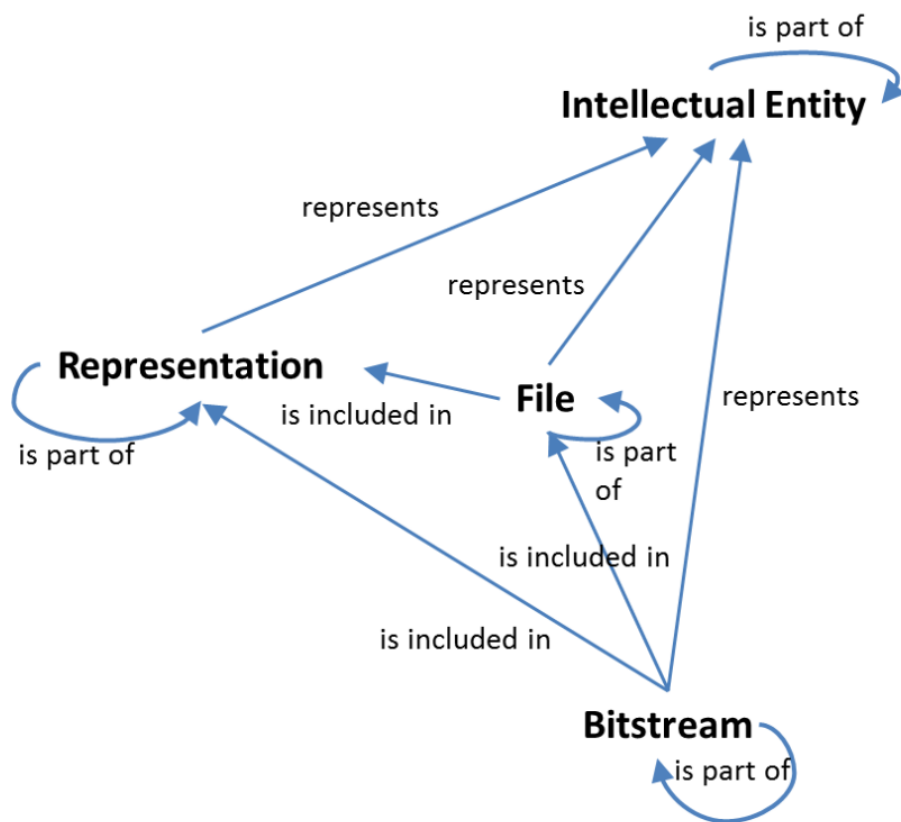 is part of
Intellectual Entity
represents
represents
Representation
File
represents
is included in
is part of
is part
of
is included in
is included in
Bitstream
is part of